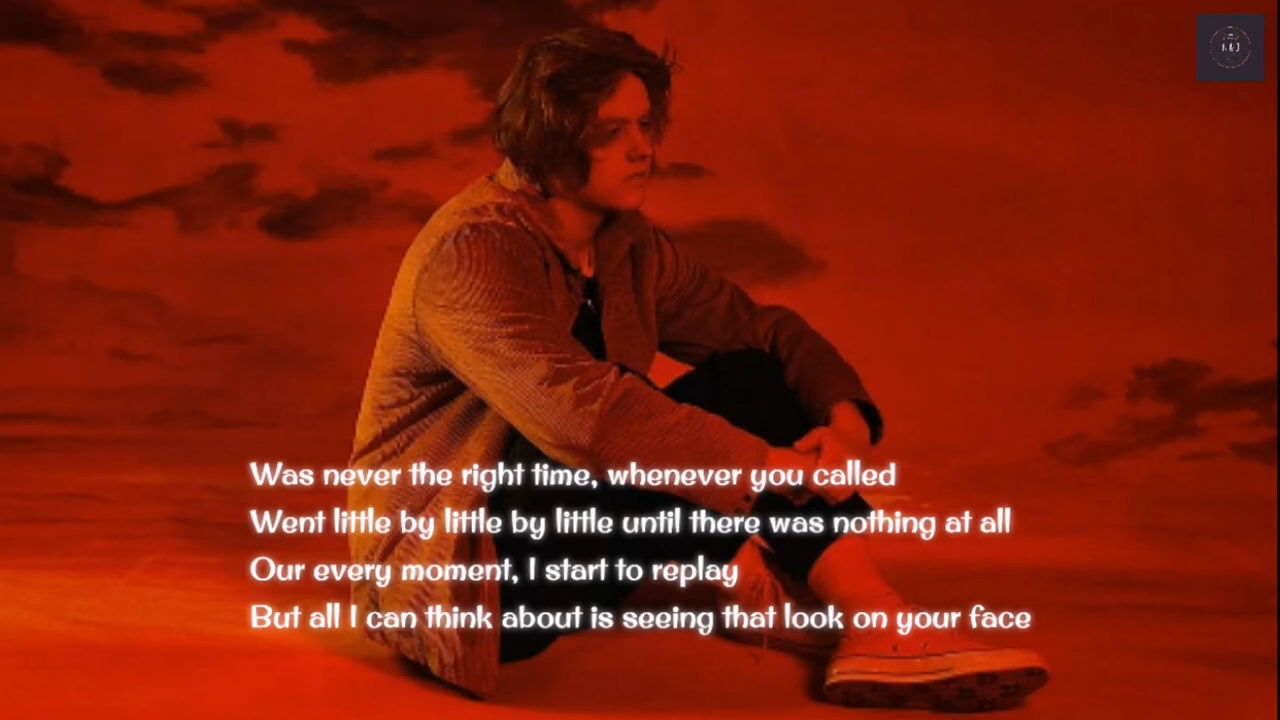 Was never the right time, whenever you called
Went little by little by little until there was nothing at all
Our every moment, I start to replay
But all I can think about is seeing that look on your face